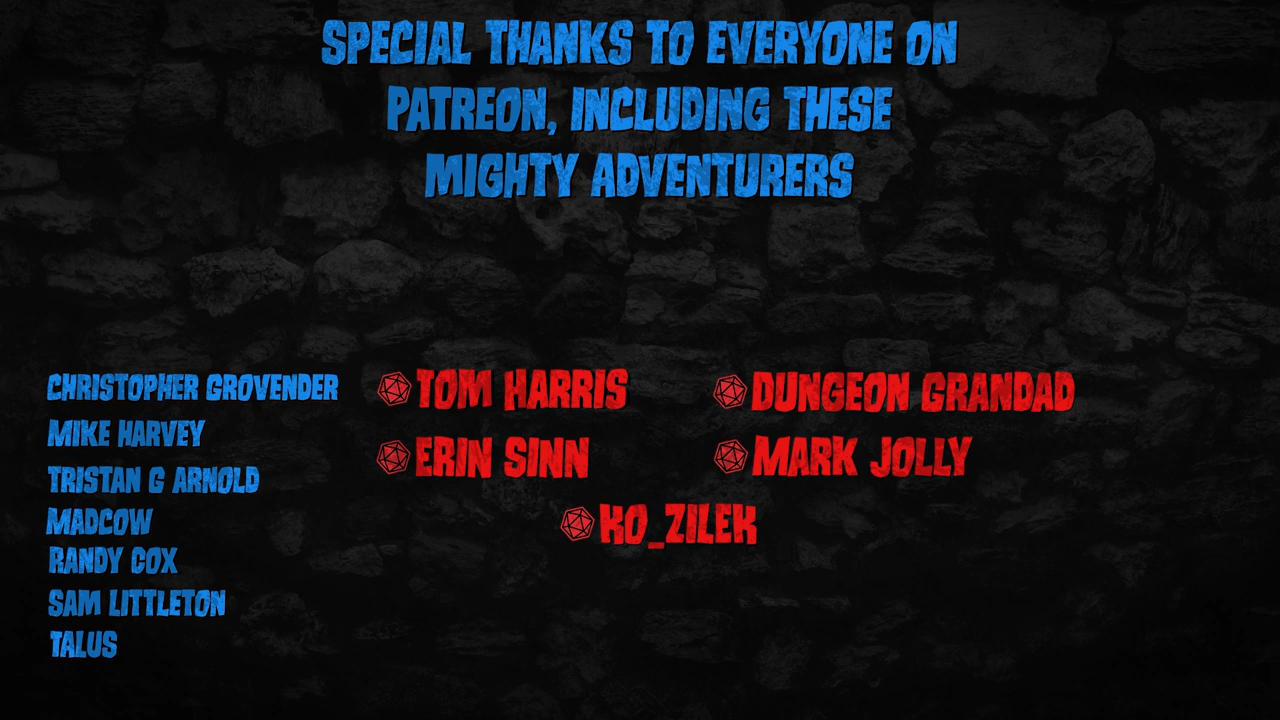 SPECIAL THANKS TO EVERYONE ON
PATREON, INCLUDING THESE
MIGHTY ADVENTURERS
CHRISTOPHER GROVENDER
MIKE HARVEY
TRISTAN G ARNOLD
MADCOW
RANDY COX
SAM LITTLETON
TALUS
TOM HARRIS
DUNGEON GRANDAD
ERIN SINN
MARK JOLLY
KO_ZILEK